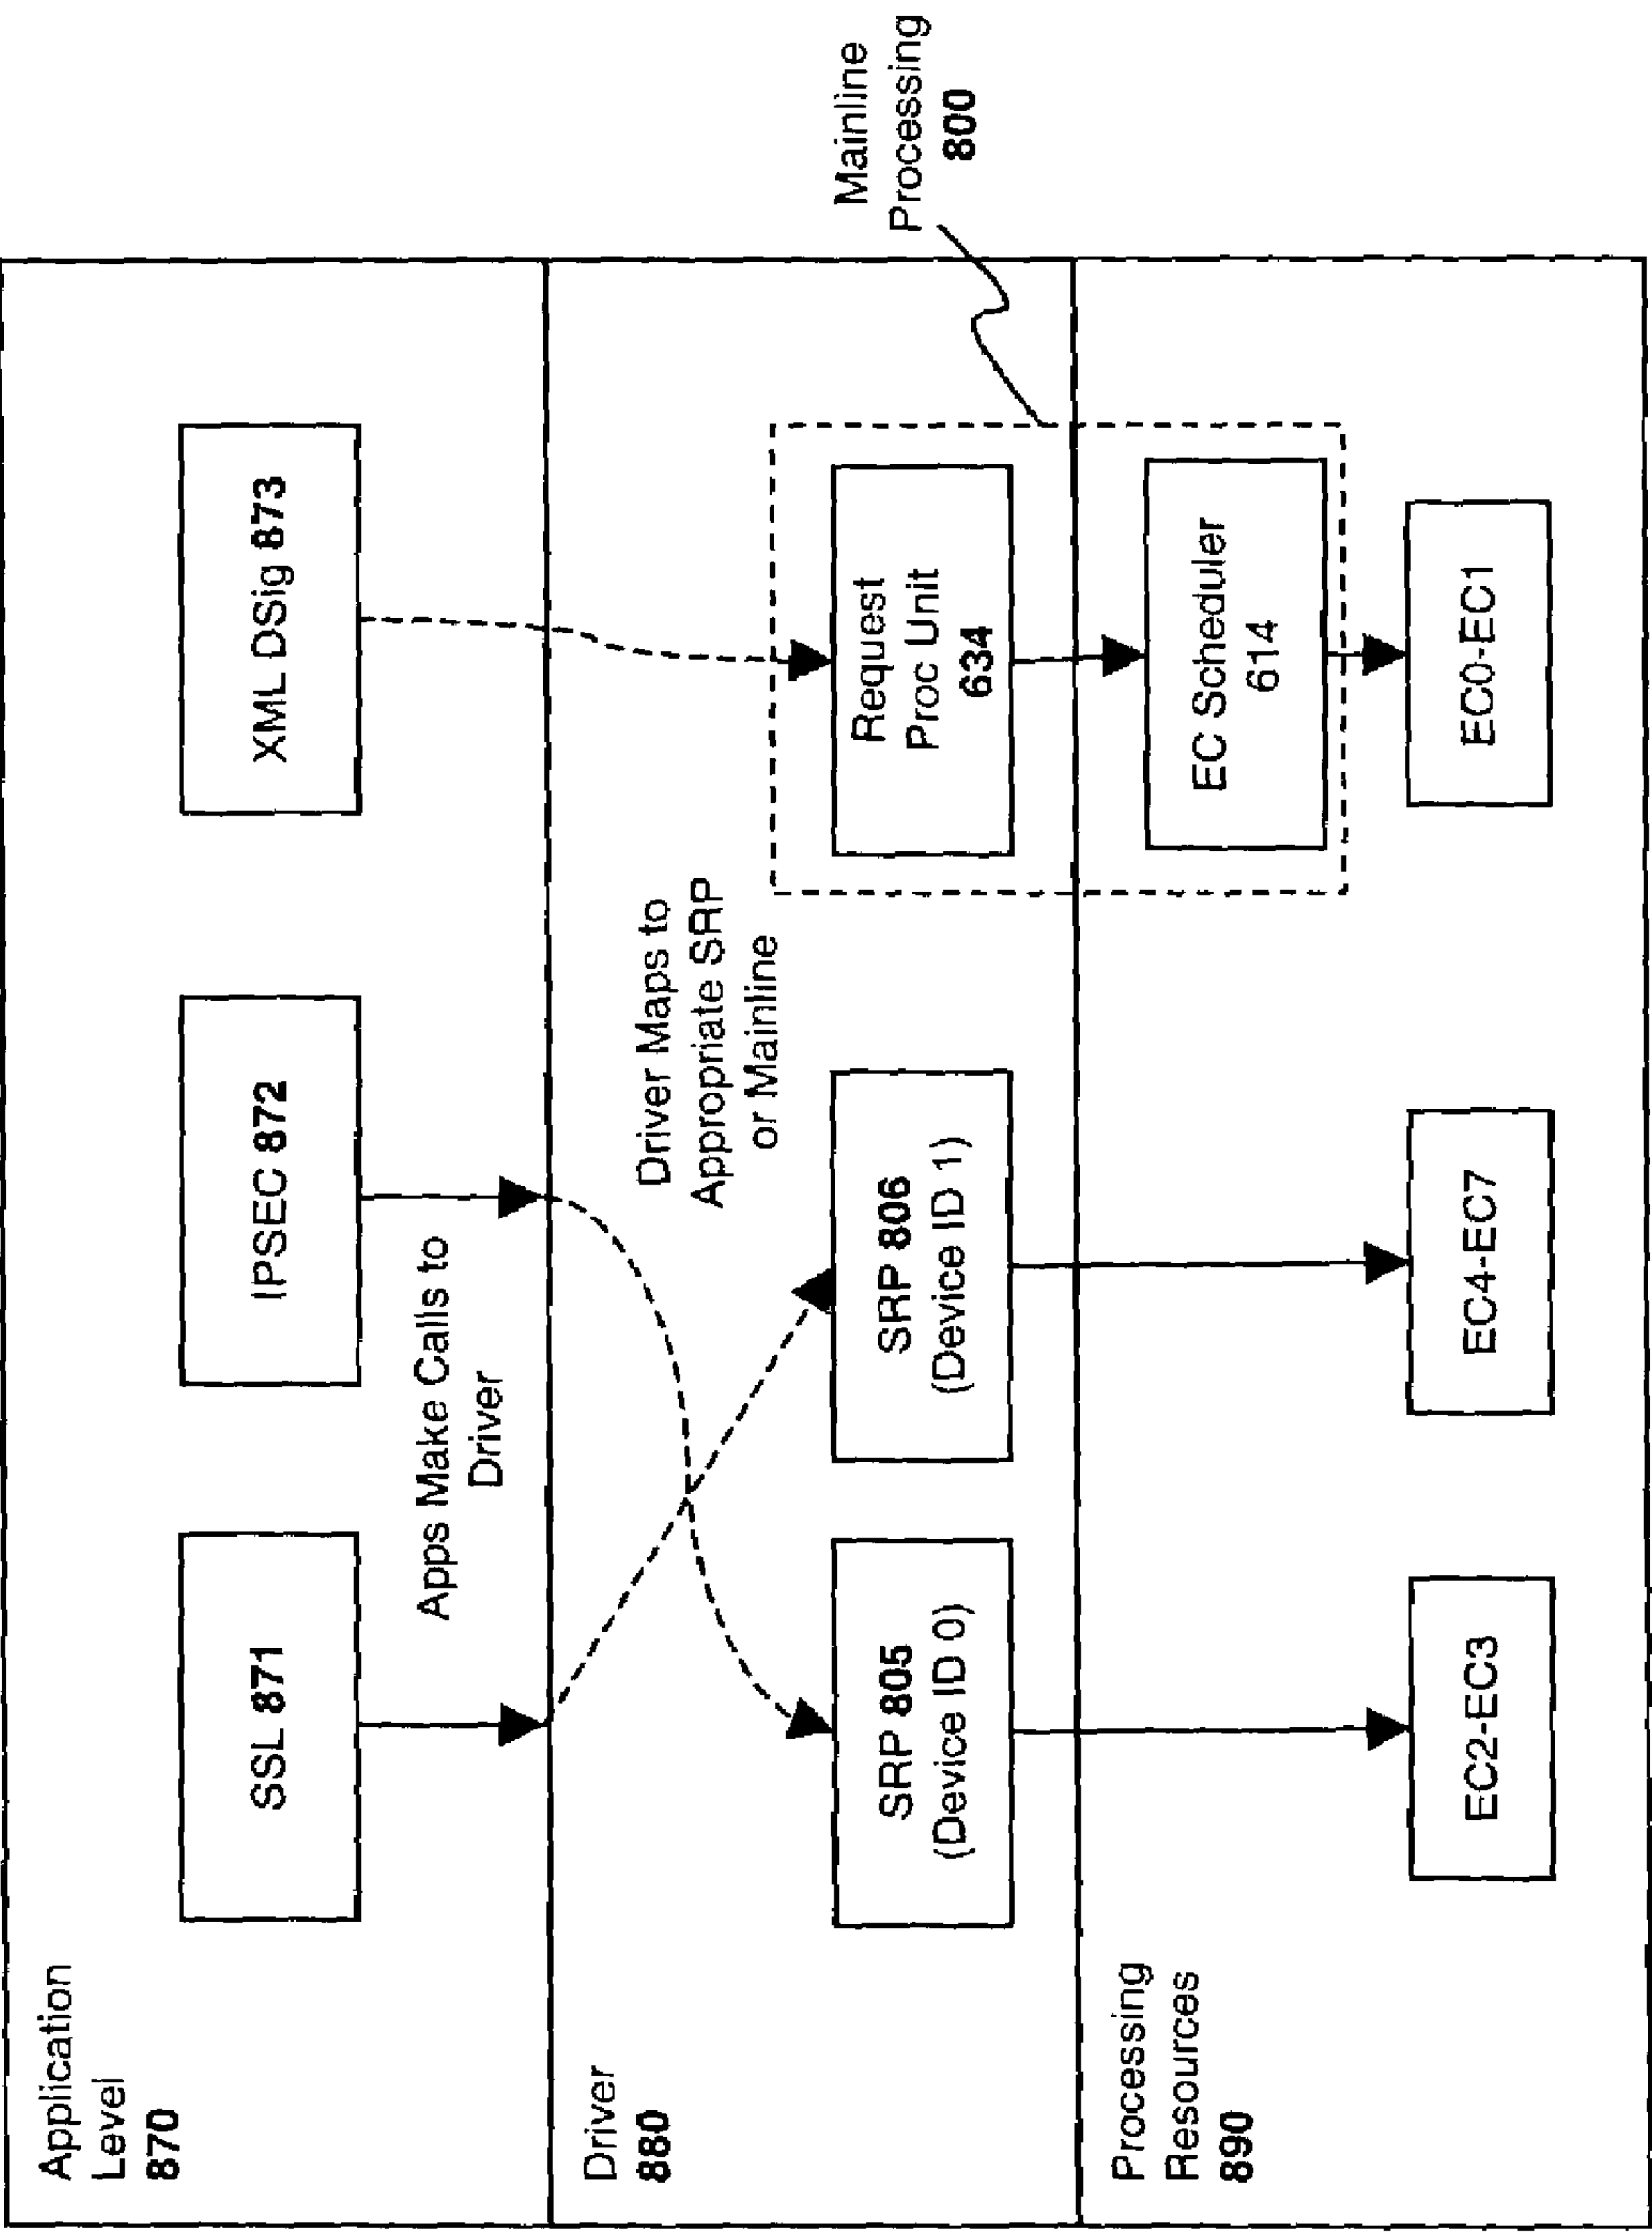 Application
Level
870
SSL 871
IPSEC 872
XML DSig 873
Apps Make Calls to
Driver
Driver
880
Driver Maps to
Appropriate SRP
or Mainline
Mainline
Processing
800
SRP 805
(Device ID 0)
SRP 806
(Device ID 1)
Request
Proc Unit
634
Processing
Resources
890
EC Scheduler
614
EC2-EC3
EC4-EC7
EC0-EC1